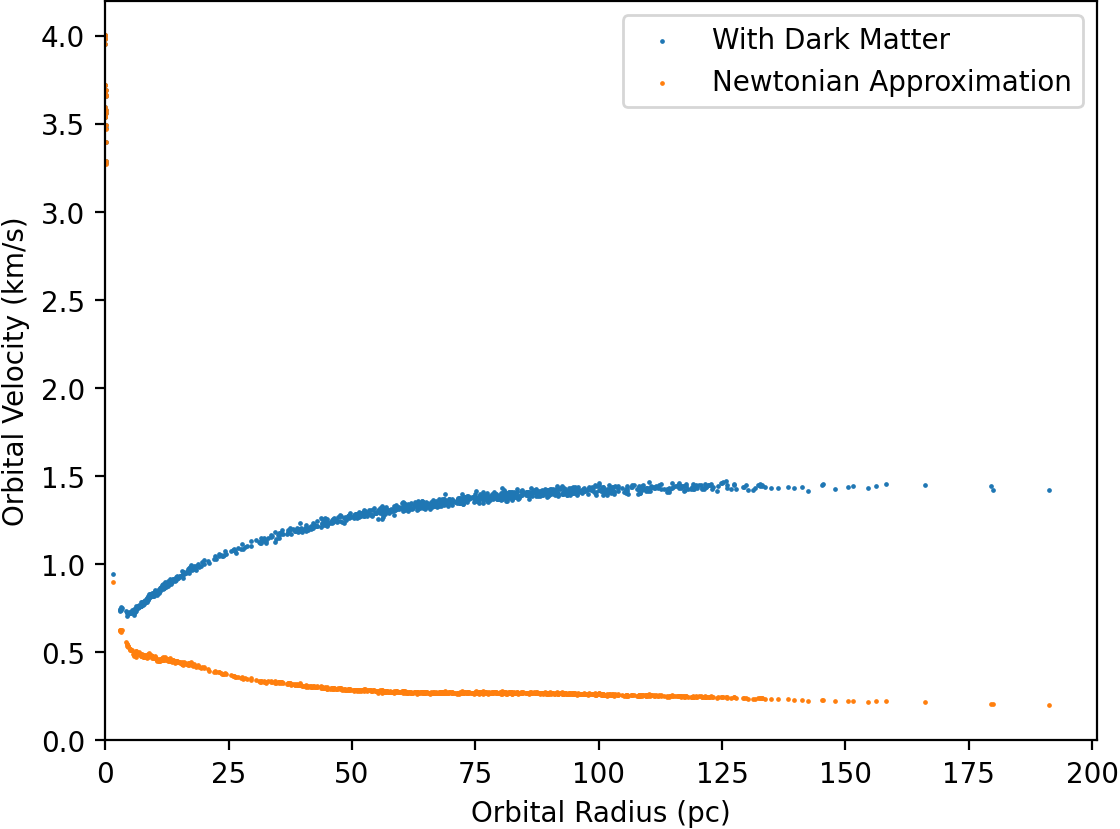 With Dark Matter
Newtonian Approximation
Orbital Velocity (km/s)
4.0
3.5
3.0
2.5
2.0
1.5
1.0
0.5
0.0
0 25 50 75 100 125 150 175 200
Orbital Radius (pc)